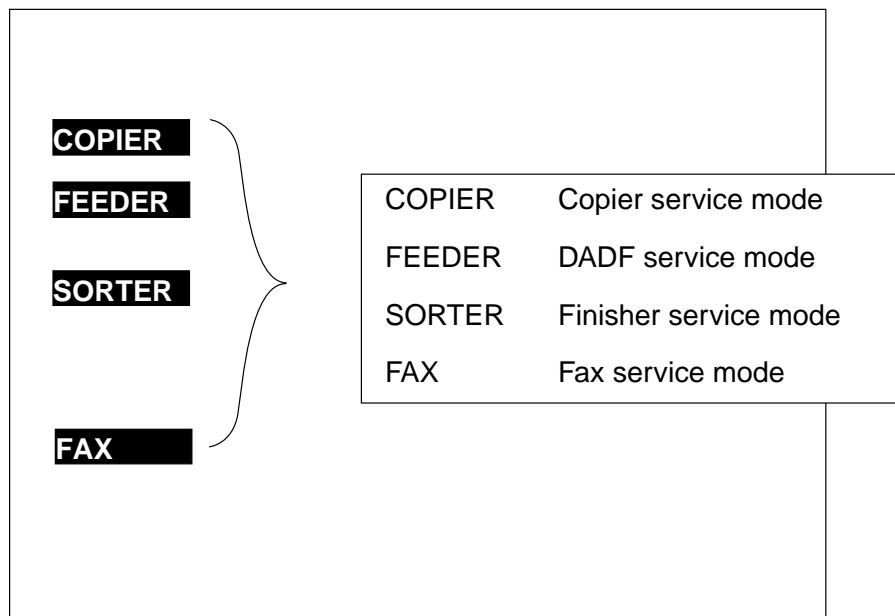 COPIER
FEEDER
SORTER
FAX
COPIER Copier service mode
FEEDER DADF service mode
SORTER Finisher service mode
FAX Fax service mode